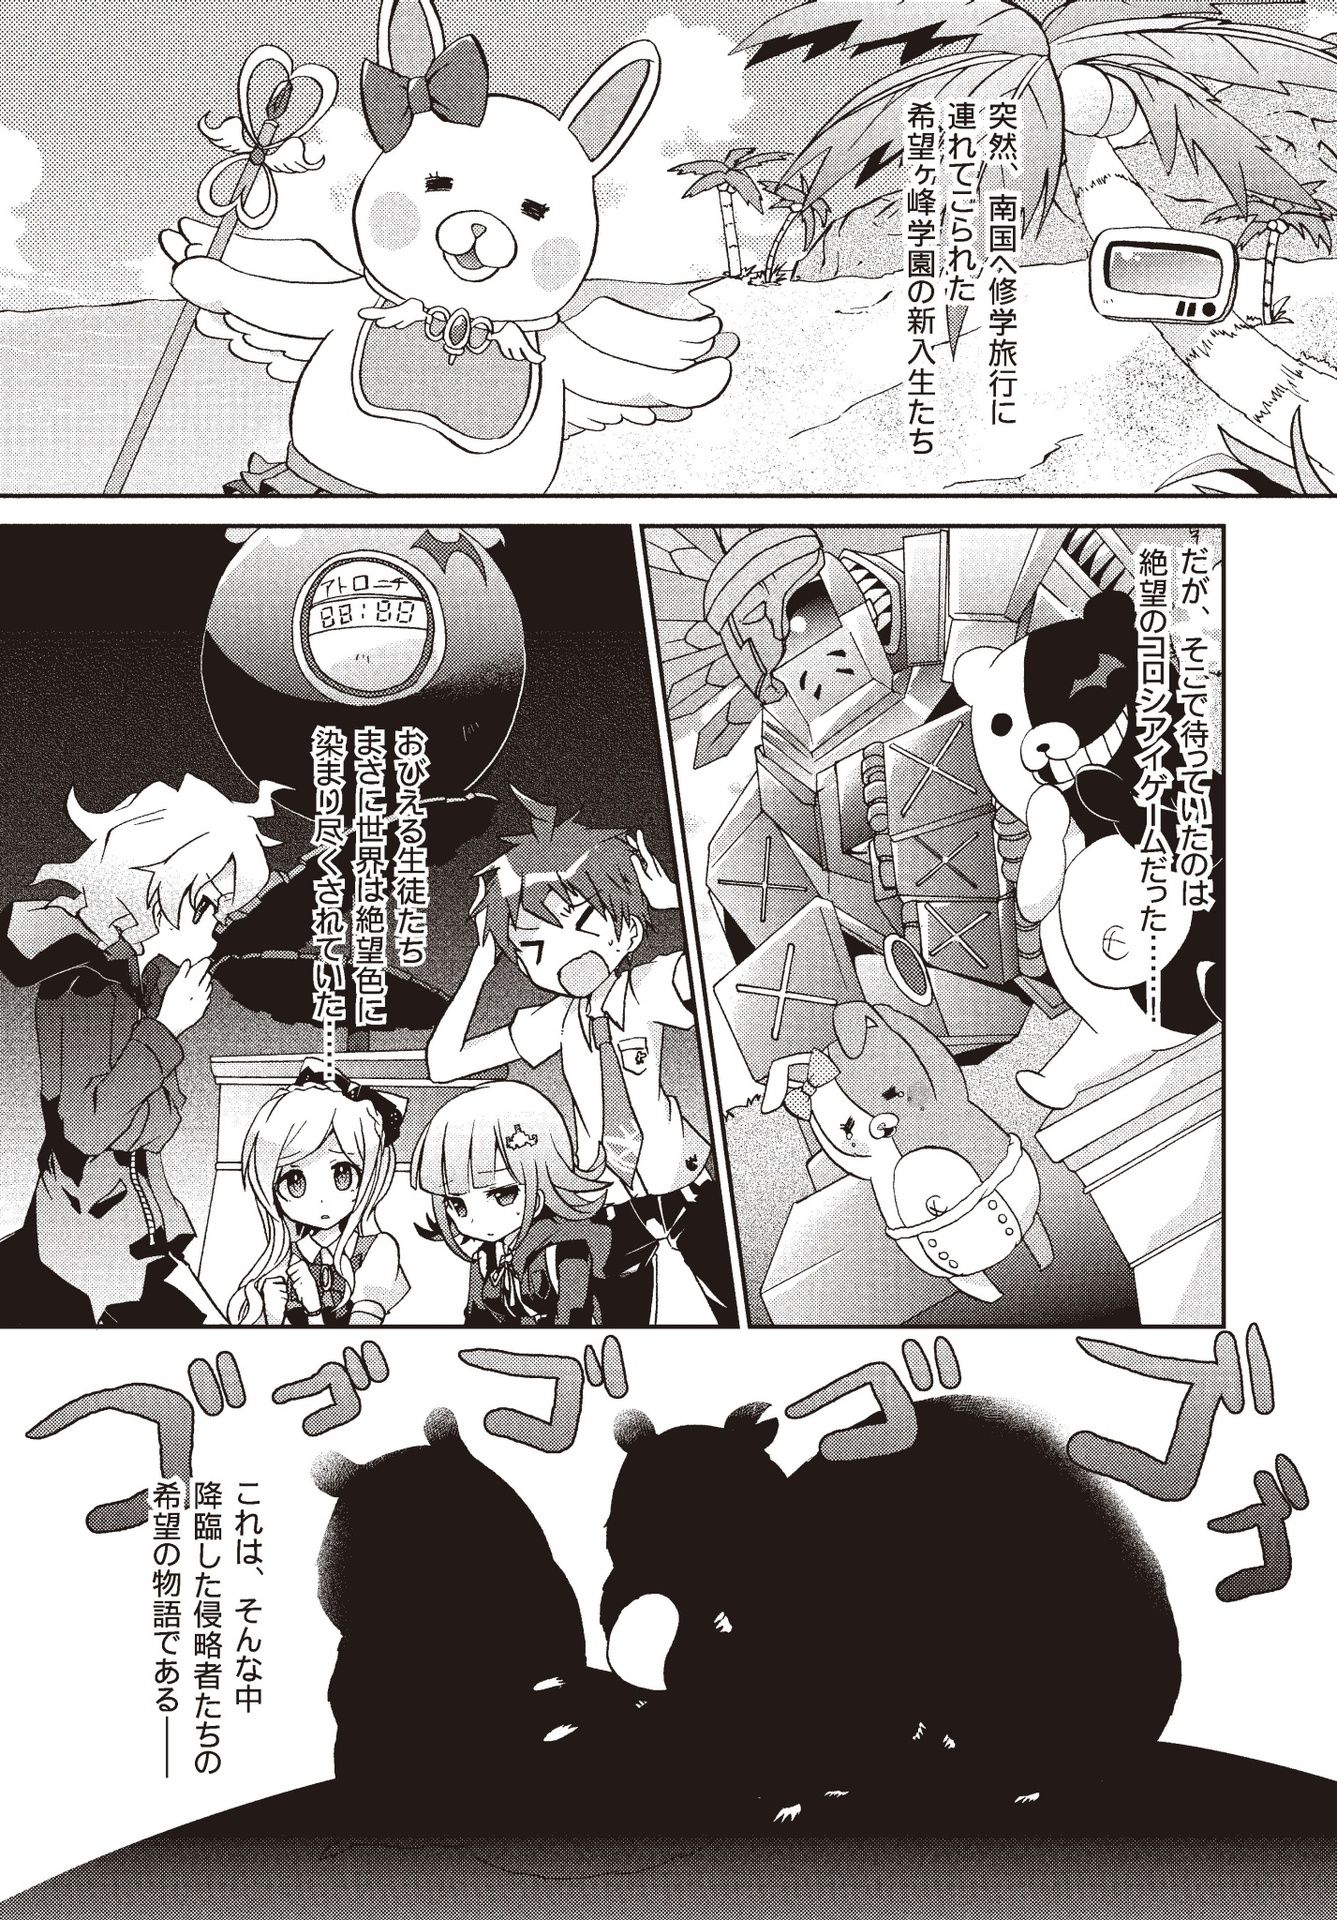 突然、南国へ修学旅行に
連れてこられた
希望ヶ峰学園の新入生たち
だが、そこで待っていたのは
絶望のコロシアイゲームだった……！
アトロニチ
88:88
おびえる生徒たち
まさに世界は絶望色に
染まり尽くされていた……
ゴゴゴゴゴゴ
これは、そんな中
降臨した侵略者たちの
希望の物語である――